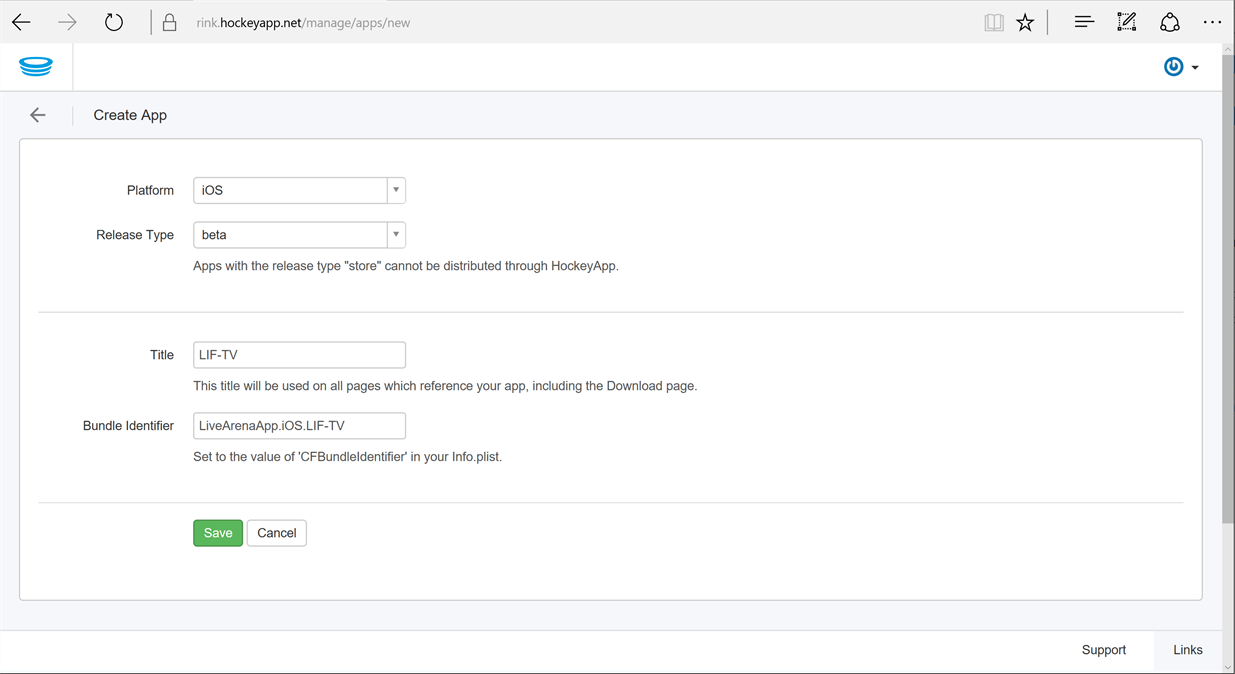 rink.hockeyapp.net/manage/apps/new
Create App
Platform iOS
Release Type beta
Apps with the release type "store" cannot be distributed through HockeyApp.
Title LIF-TV
This title will be used on all pages which reference your app, including the Download page.
Bundle Identifier LiveArenaApp.iOS.LIF-TV
Set to the value of 'CFBundleIdentifier' in your Info.plist.
Save Cancel
Support Links